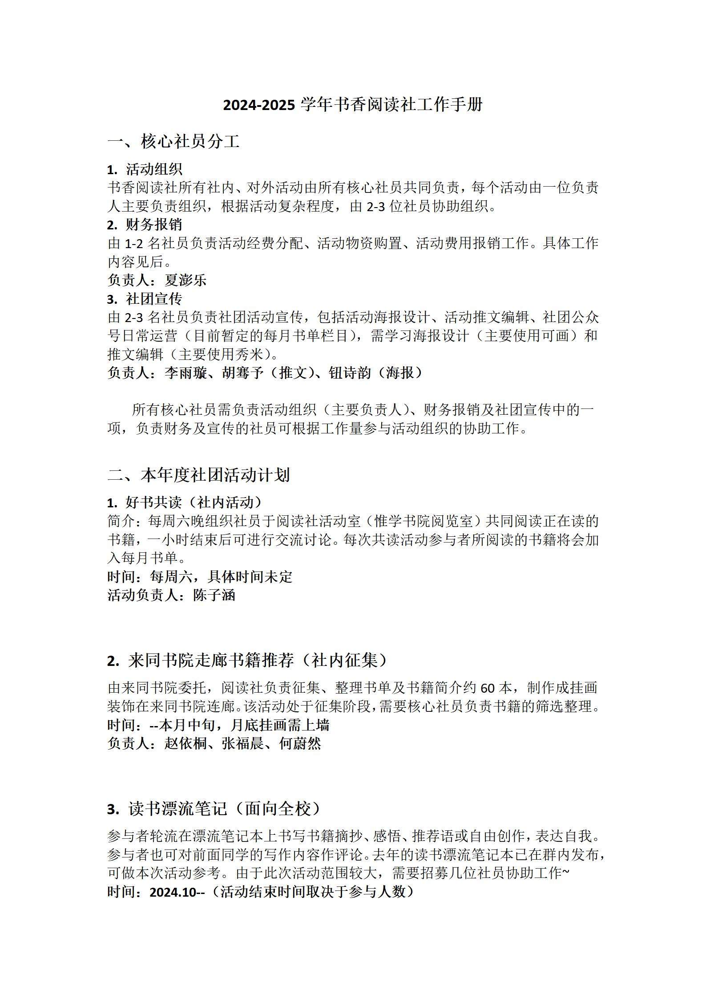 2024-2025 学年书香阅读社工作手册
一、核心社员分工
1. 活动组织
书香阅读社所有社内、对外活动由所有核心社员共同负责，每个活动由一位负责
人主要负责组织，根据活动复杂程度，由 2-3 位社员协助组织。
2. 财务报销
由 1-2 名社员负责活动经费分配、活动物资购置、活动费用报销工作。具体工作
内容见后。
负责人：夏澎乐
3. 社团宣传
由 2-3 名社员负责社团活动宣传，包括活动海报设计、活动推文编辑、社团公众
号日常运营（目前暂定的每月书单栏目），需学习海报设计（主要使用可画）和
推文编辑（主要使用秀米）。
负责人：李雨璇、胡骞予（推文）、钮诗韵（海报）
所有核心社员需负责活动组织（主要负责人）、财务报销及社团宣传中的一
项，负责财务及宣传的社员可根据工作量参与活动组织的协助工作。
二、本年度社团活动计划
1. 好书共读（社内活动）
简介：每周六晚组织社员于阅读社活动室（惟学书院阅览室）共同阅读正在读的
书籍，一小时结束后可进行交流讨论。每次共读活动参与者所阅读的书籍将会加
入每月书单。
时间：每周六，具体时间未定
活动负责人：陈子涵
2. 来同书院走廊书籍推荐（社内征集）
由来同书院委托，阅读社负责征集、整理书单及书籍简介约 60 本，制作成挂画
装饰在来同书院连廊。该活动处于征集阶段，需要核心社员负责书籍的筛选整理。
时间：--本月中旬，月底挂画需上墙
负责人：赵依桐、张福晨、何蔚然
3. 读书漂流笔记（面向全校）
参与者轮流在漂流笔记本上书写书籍摘抄、感悟、推荐语或自由创作，表达自我。
参与者也可对前面同学的写作内容作评论。去年的读书漂流笔记本已在群内发布，
可做本次活动参考。由于此次活动范围较大，需要招募几位社员协助工作~
时间：2024.10--（活动结束时间取决于参与人数）